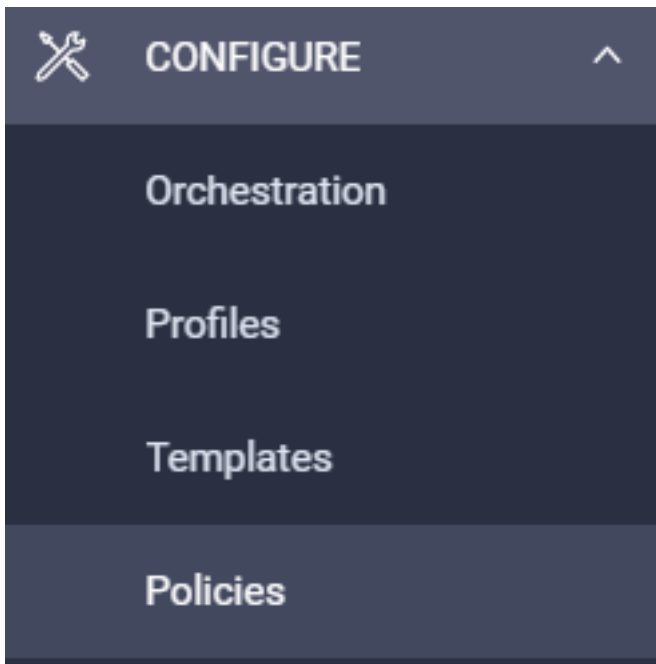 CONFIGURE
Orchestration
Profiles
Templates
Policies